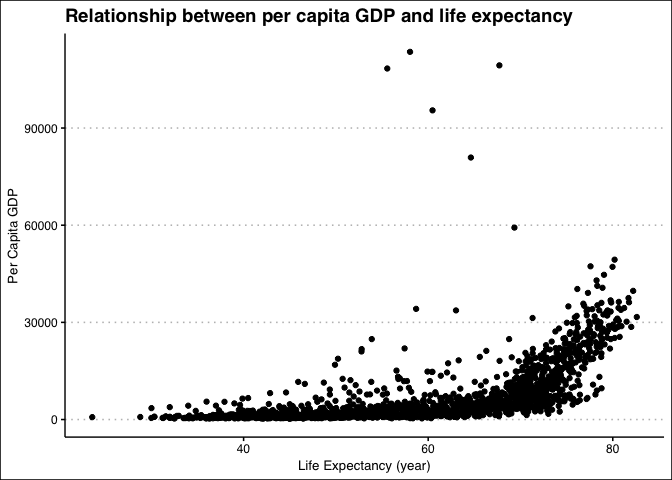 Relationship between per capita GDP and life expectancy
90000
60000
30000
0
Per Capita GDP
40 60 80
Life Expectancy (year)